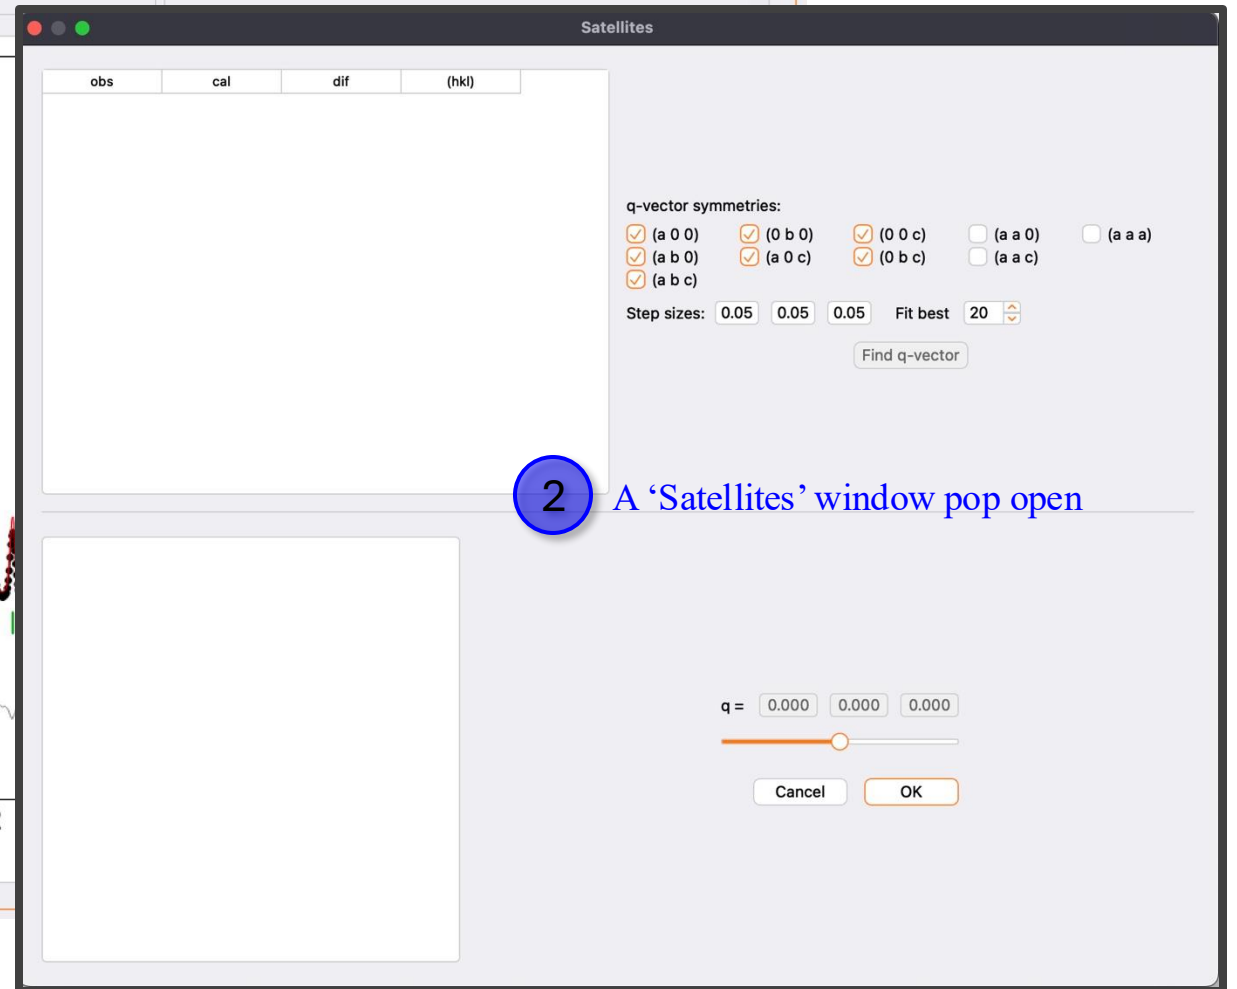 Satellites
obs cal dif (hkl)
q-vector symmetries:
(a 0 0) (0 b 0) (0 0 c) (a a 0) (a a a)
(a b 0) (a 0 c) (0 b c) (a a c)
(a b c)
Step sizes: 0.05 0.05 0.05 Fit best 20
Find q-vector
2 A ‘Satellites’ window pop open
q = 0.000 0.000 0.000
Cancel OK